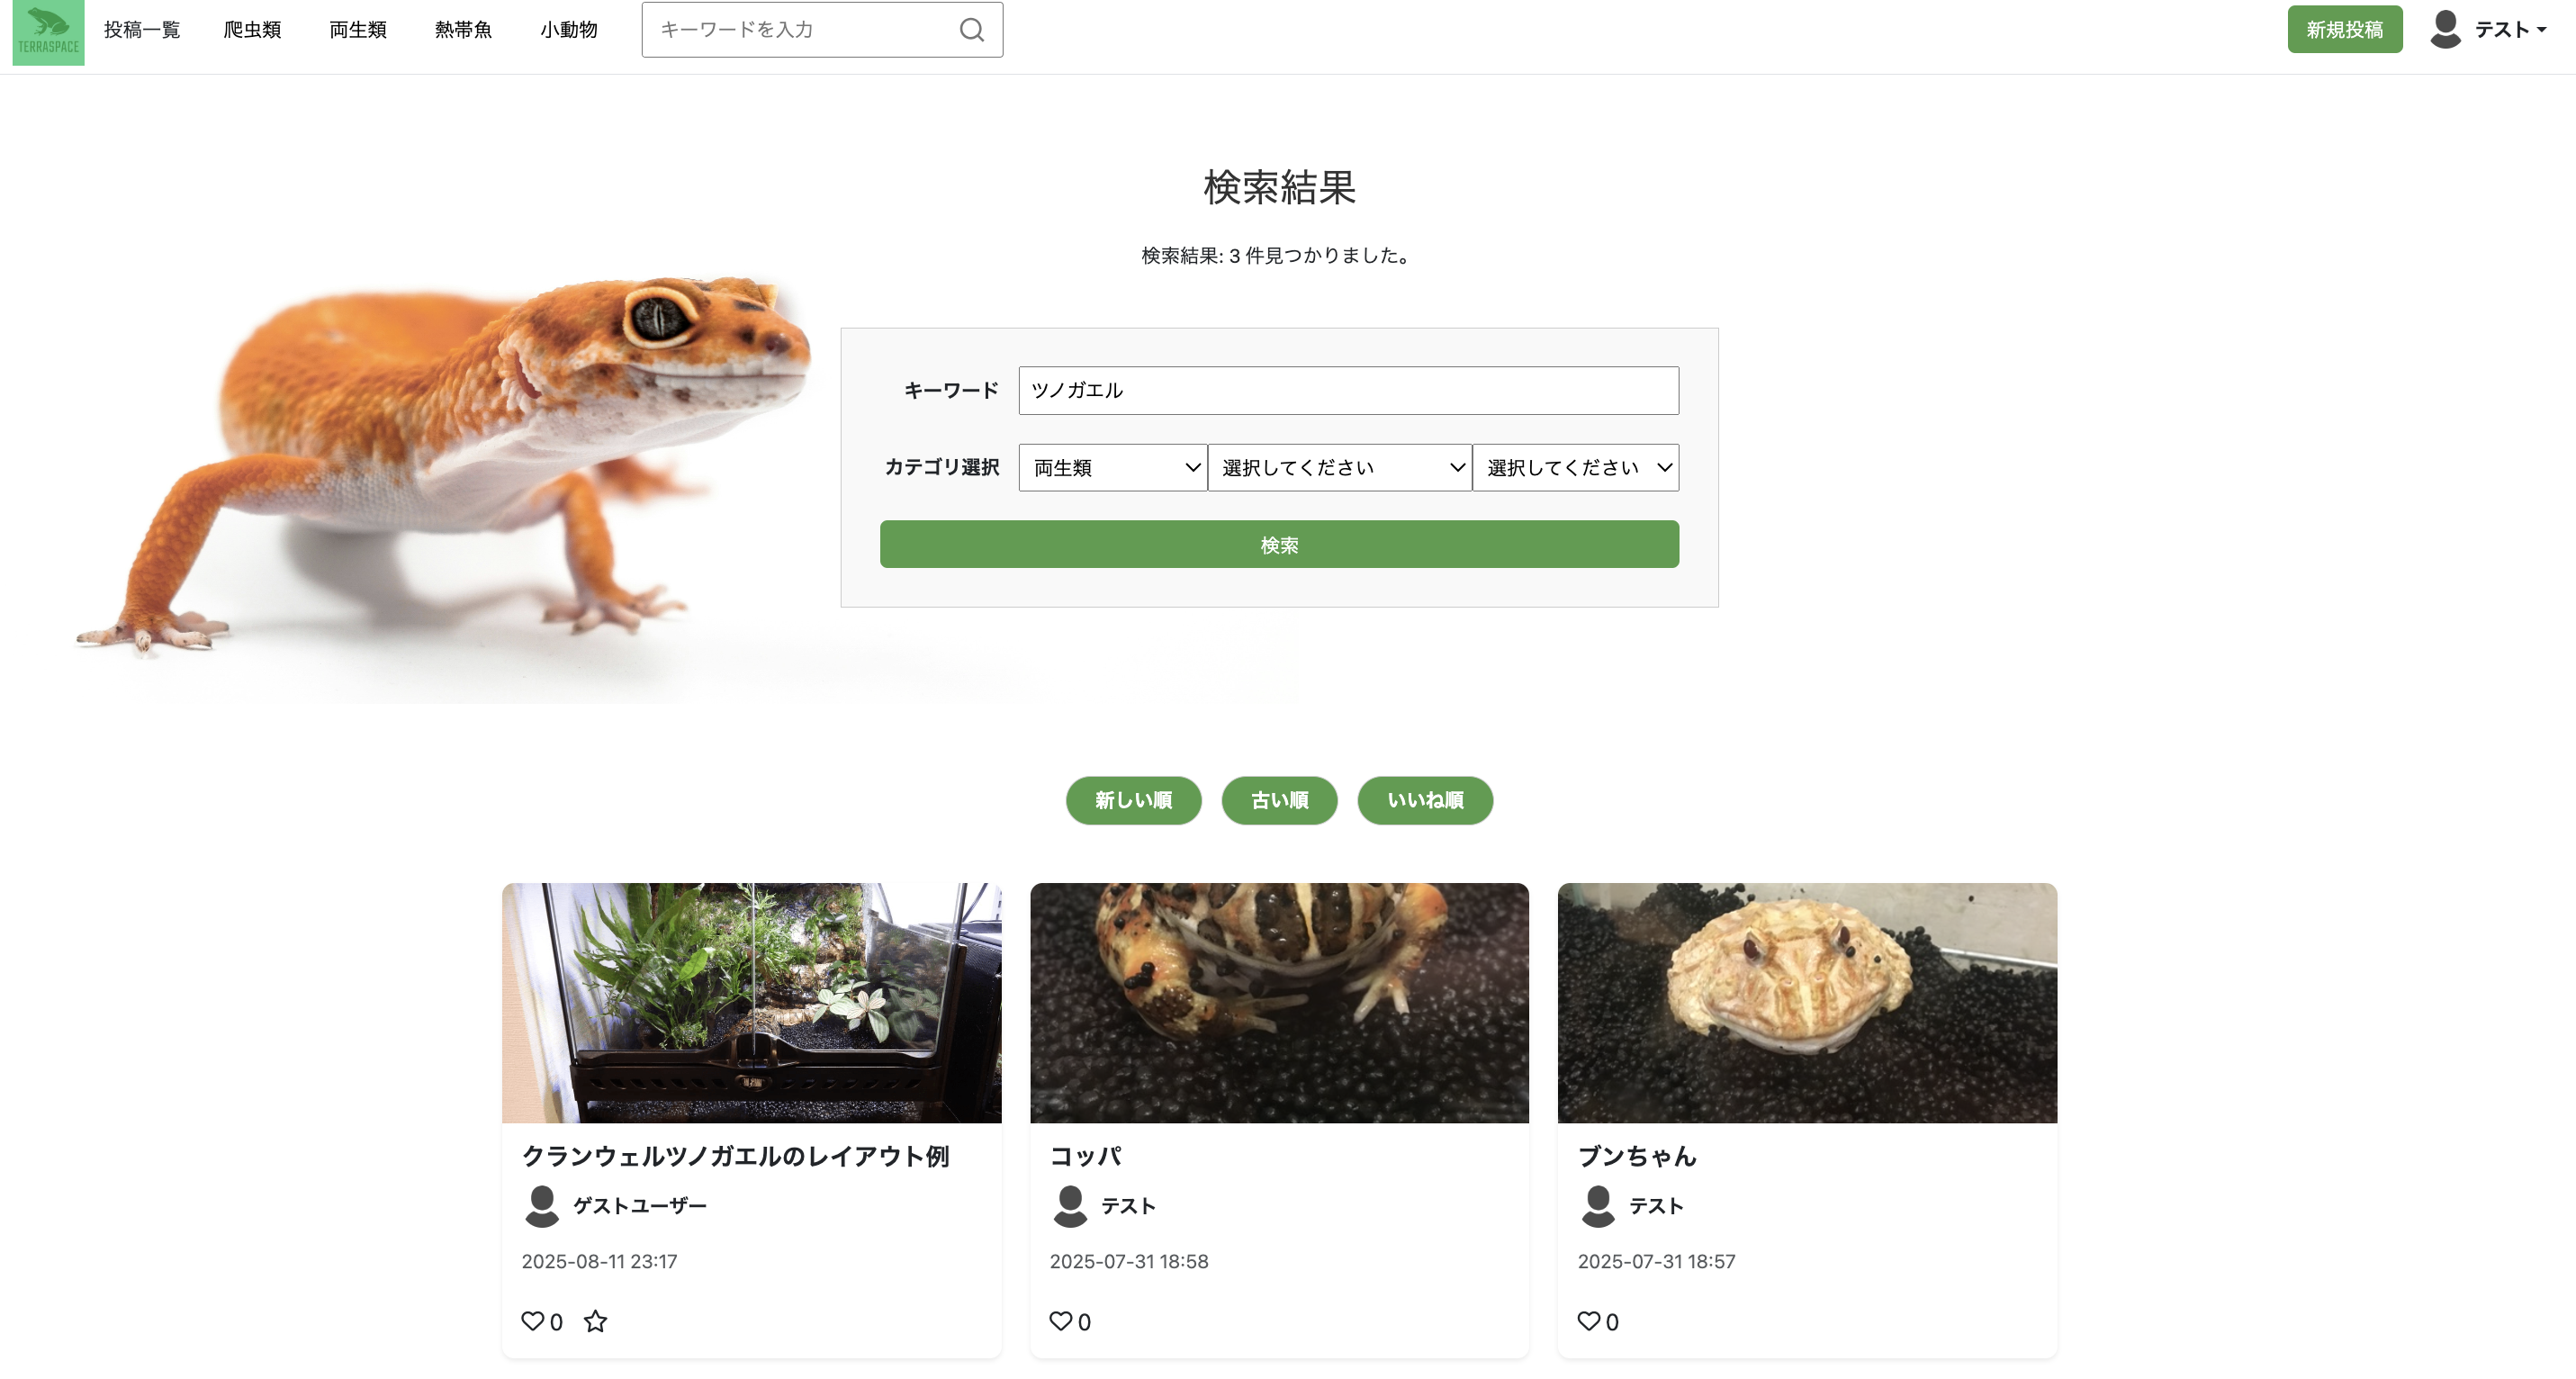 TERRASPACE
投稿一覧 爬虫類 両生類 熱帯魚 小動物 キーワードを入力 新規投稿 テスト
検索結果
検索結果: 3 件見つかりました。
キーワード ツノガエル
カテゴリ選択 両生類 選択してください 選択してください
検索
新しい順 古い順 いいね順
クランウェルツノガエルのレイアウト例
ゲストユーザー
2025-08-11 23:17
0
コッパ
テスト
2025-07-31 18:58
0
ブンちゃん
テスト
2025-07-31 18:57
0